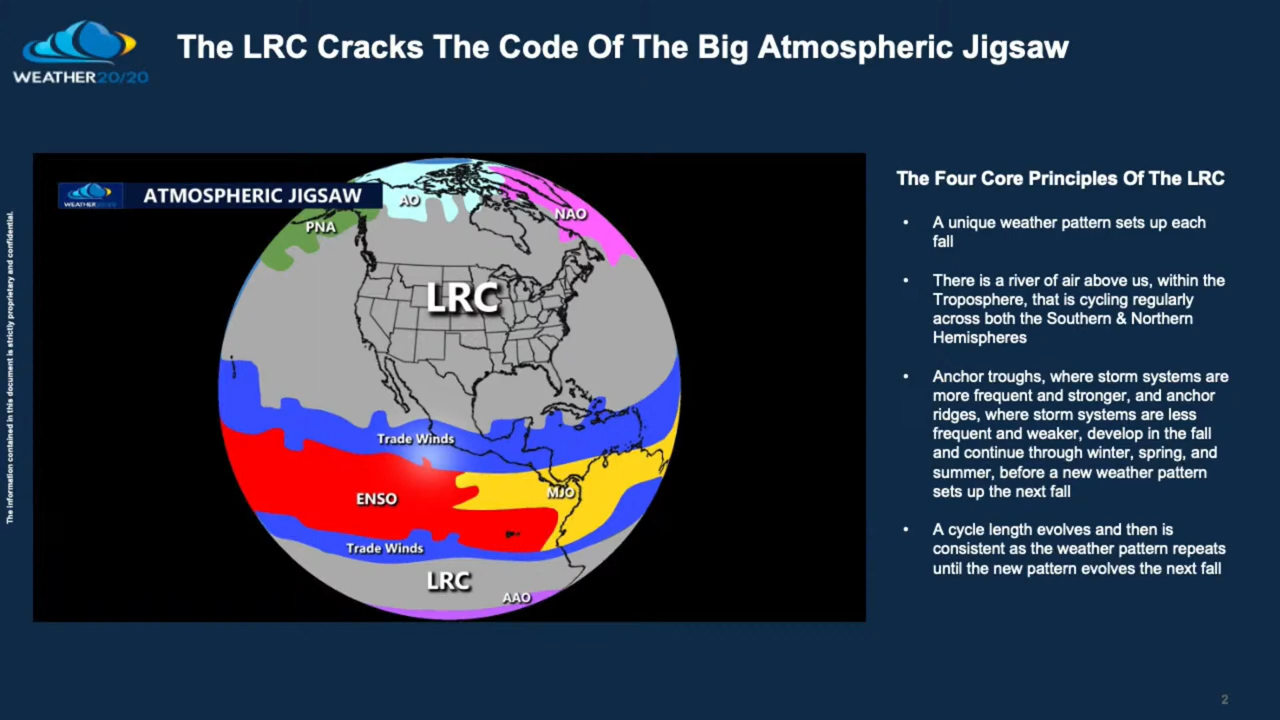 The LRC Cracks The Code Of The Big Atmospheric Jigsaw
WEATHER20/20
The information contained in this document is strictly proprietary and confidential.
WEATHER20/20
ATMOSPHERIC JIGSAW
AO
NAO
PNA
LRC
Trade Winds
MJO
ENSO
Trade Winds
LRC
AAO
The Four Core Principles Of The LRC
• A unique weather pattern sets up each
fall
• There is a river of air above us, within the
Troposphere, that is cycling regularly
across both the Southern & Northern
Hemispheres
• Anchor troughs, where storm systems are
more frequent and stronger, and anchor
ridges, where storm systems are less
frequent and weaker, develop in the fall
and continue through winter, spring, and
summer, before a new weather pattern
sets up the next fall
• A cycle length evolves and then is
consistent as the weather pattern repeats
until the new pattern evolves the next fall
2